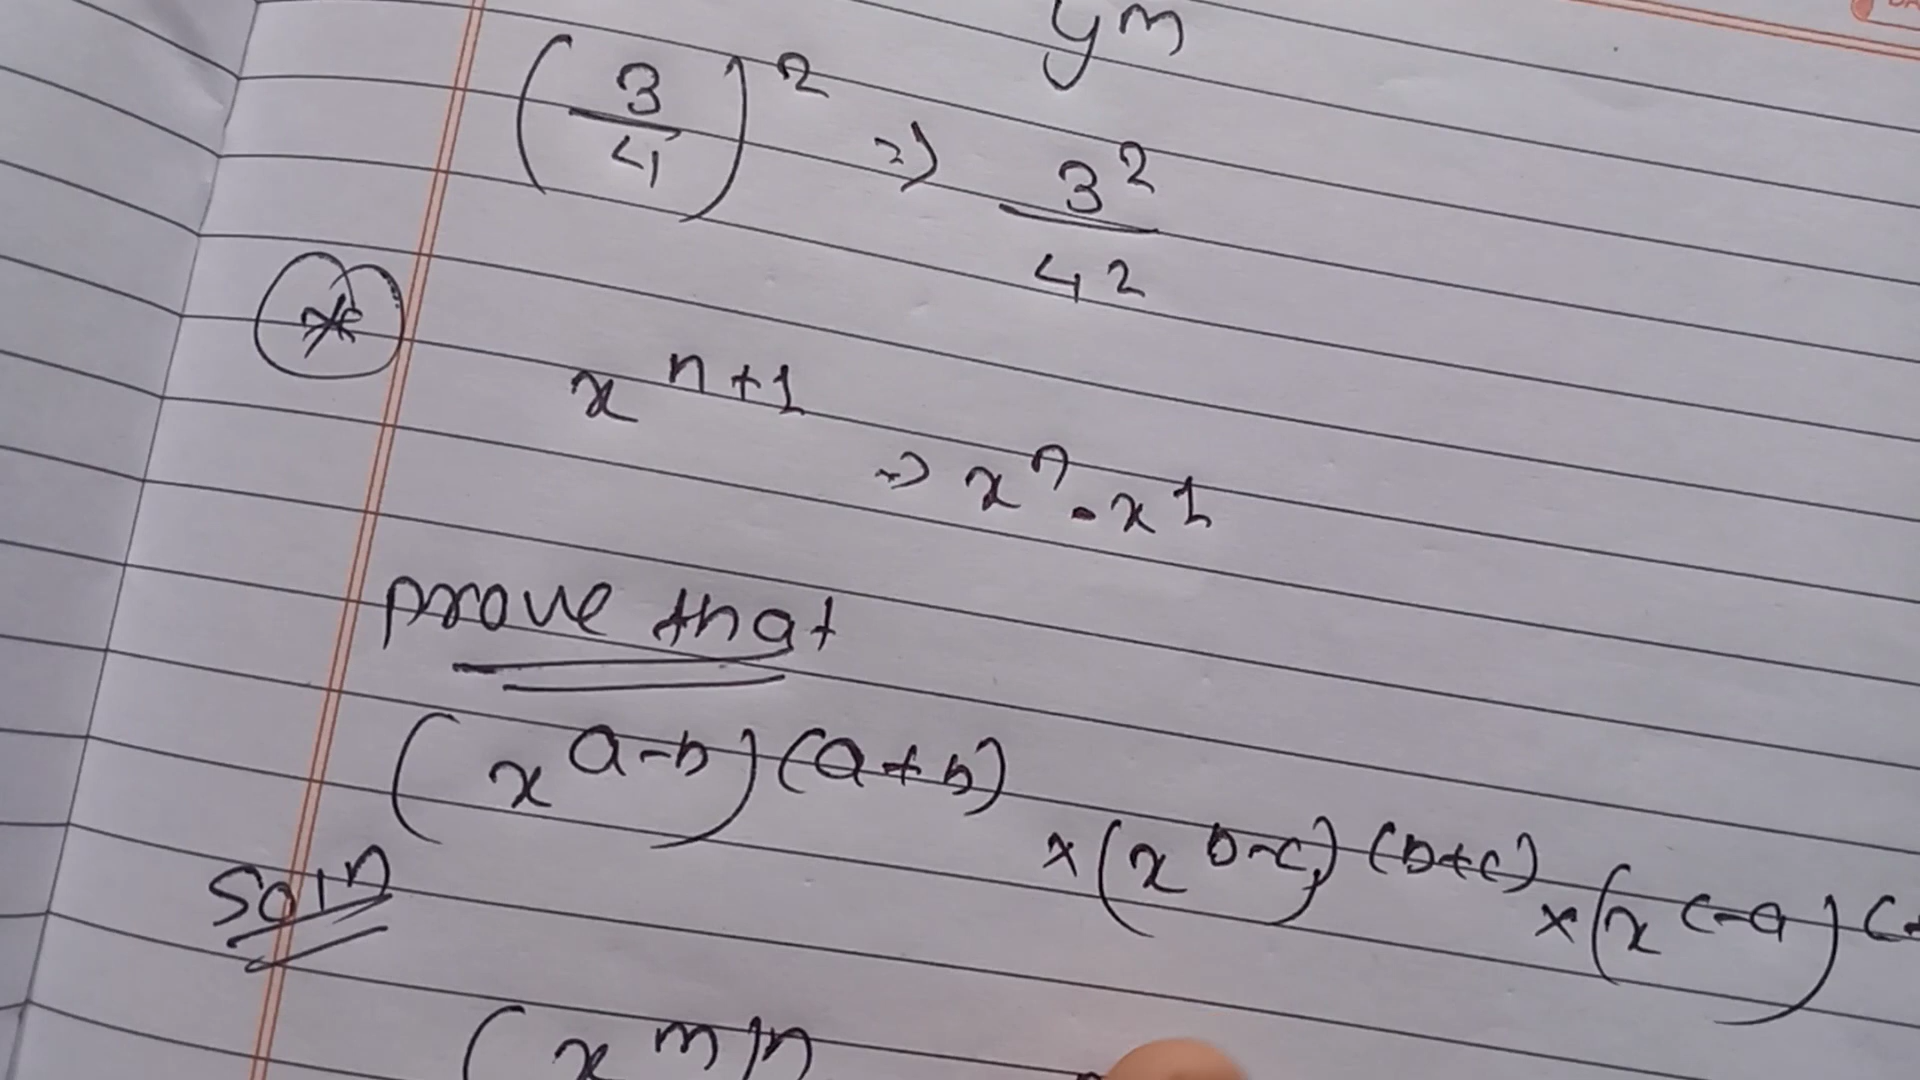 y^m
(3/4)^2 => 3^2/4^2
x^{n+1}
=> x^n . x^1
prove that
(x^{a-b})^{(a+b)} × (x^{b-c})^{(b+c)} × (x^{c-a})^{c+
Soln
(x^m)^n